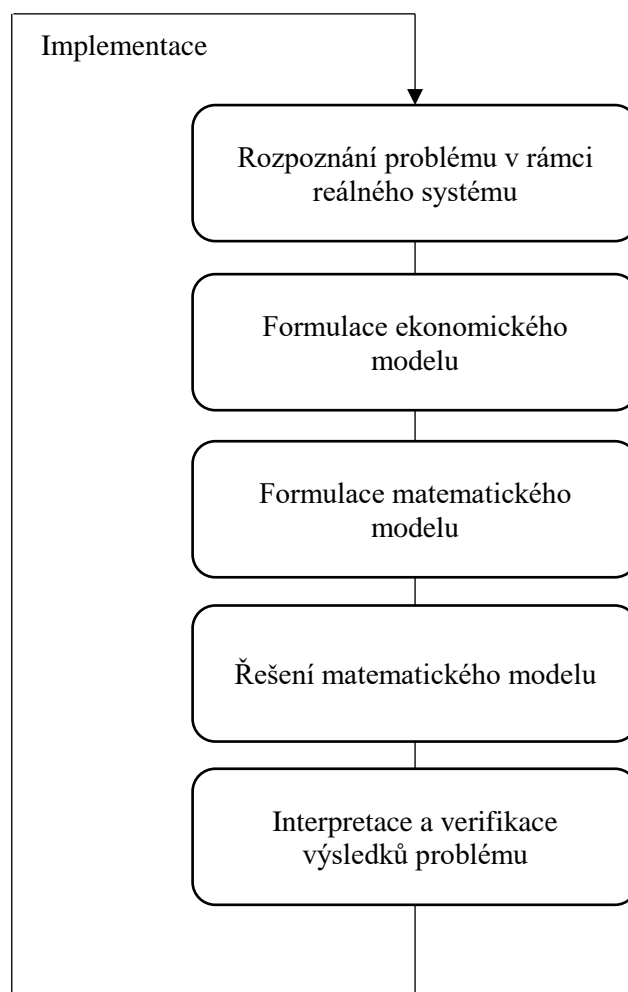 Implementace
Rozpoznání problému v rámci
reálného systému
Formulace ekonomického
modelu
Formulace matematického
modelu
Řešení matematického modelu
Interpretace a verifikace
výsledků problému